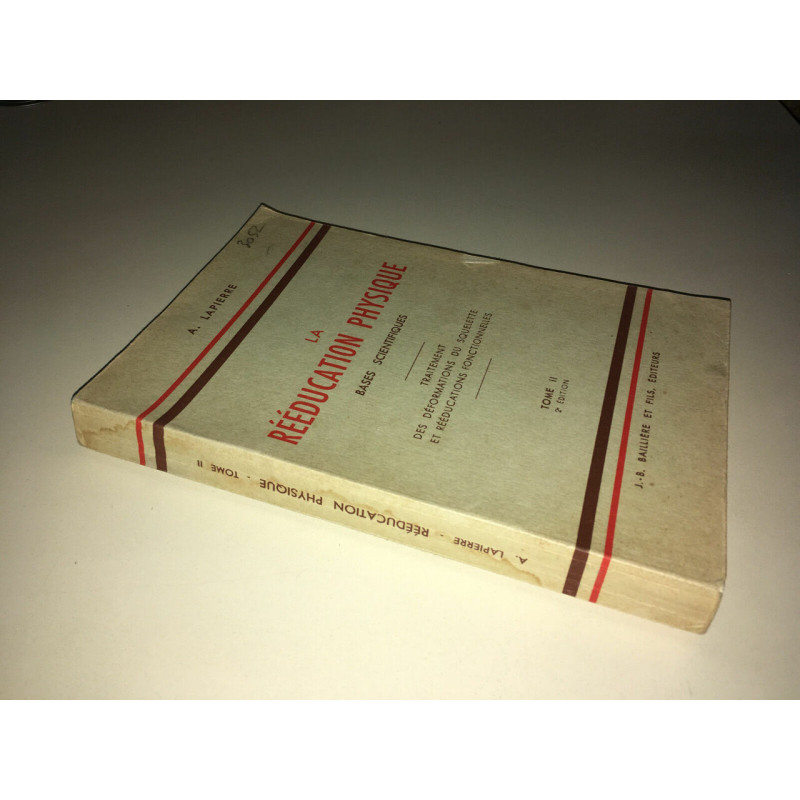 3052
A. LAPIERRE
LA
RÉÉDUCATION PHYSIQUE
BASES SCIENTIFIQUES
TRAITEMENT
DES DÉFORMATIONS DU SQUELETTE
ET RÉÉDUCATIONS FONCTIONNELLES
TOME II
2e ÉDITION
J.-B. BAILLIÈRE ET FILS, ÉDITEURS
A. LAPIERRE - RÉÉDUCATION PHYSIQUE - TOME II